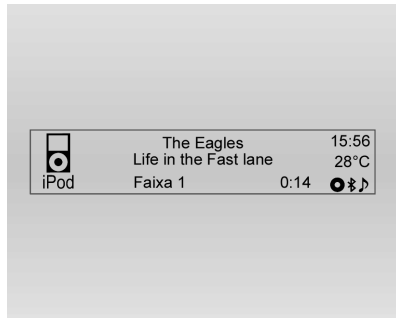 The Eagles
15:56
Life in the Fast lane
28°C
iPod
Faixa 1
0:14